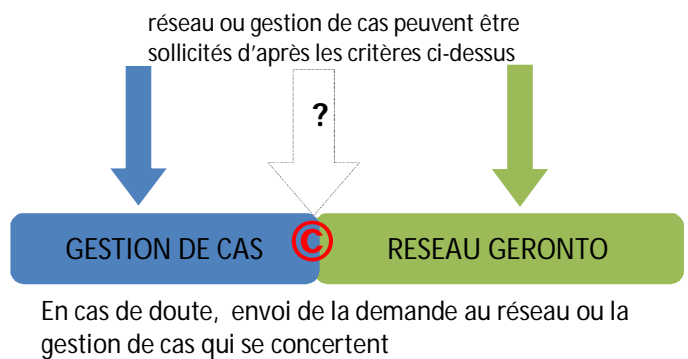 réseau ou gestion de cas peuvent être
sollicités d'après les critères ci-dessus
?
GESTION DE CAS © RESEAU GERONTO
En cas de doute, envoi de la demande au réseau ou la
gestion de cas qui se concertent